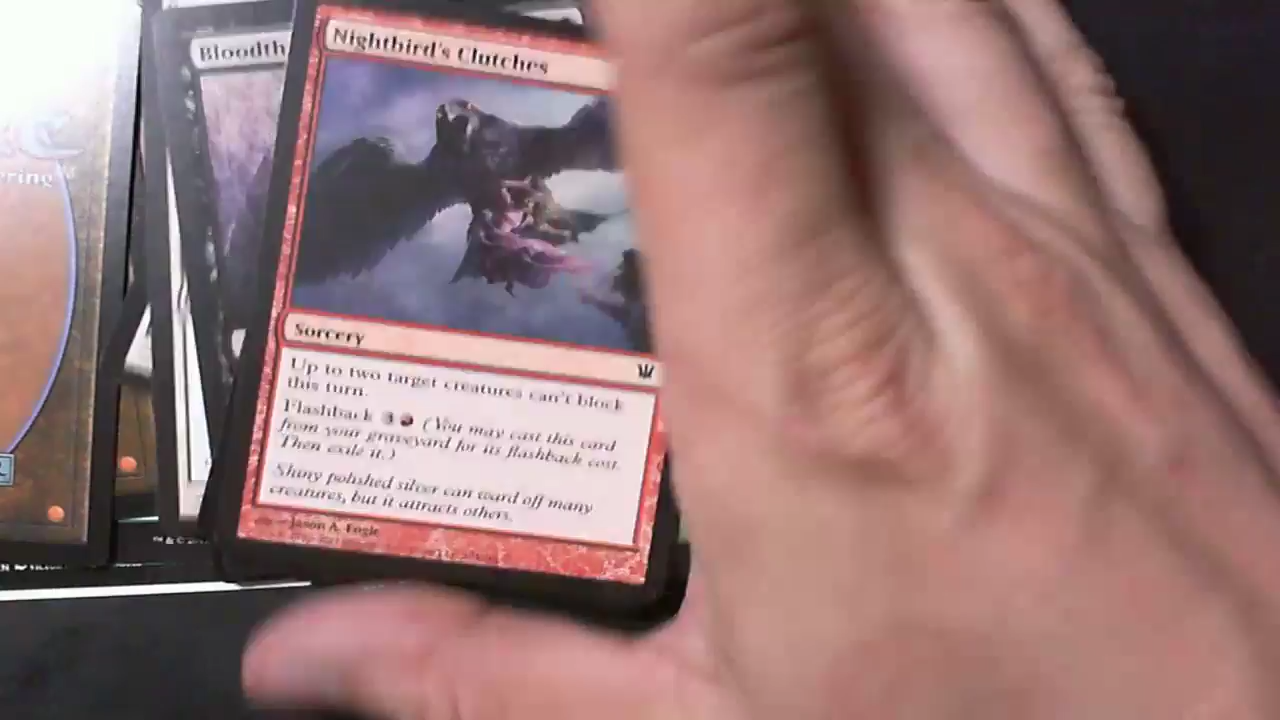 Bloodth
Nightbird's Clutches
ering
Sorcery
Up to two target creatures can't block
this turn.
Flashback 3 (You may cast this card
from your graveyard for its flashback cost.
Then exile it.)
Shiny polished silver can ward off many
creatures, but it attracts others.
Jason A. Engle